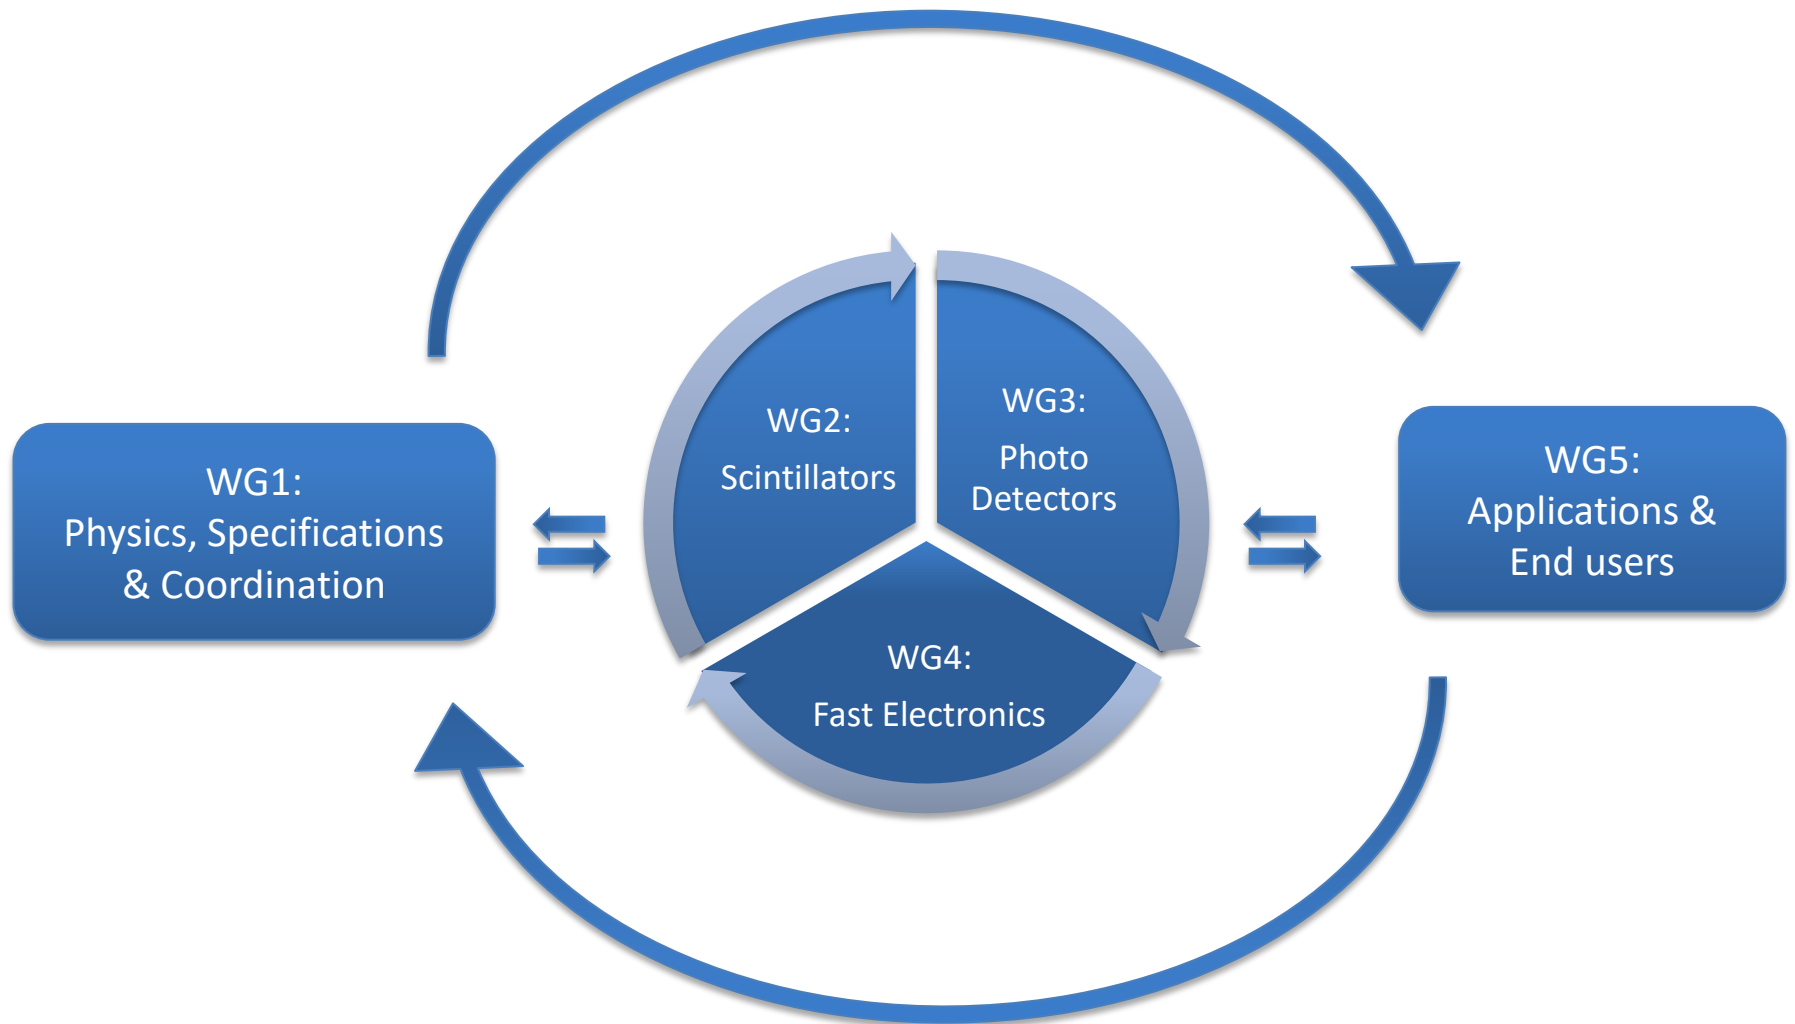 WG1:
Physics, Specifications
& Coordination
WG2:
Scintillators
WG3:
Photo
Detectors
WG4:
Fast Electronics
WG5:
Applications &
End users